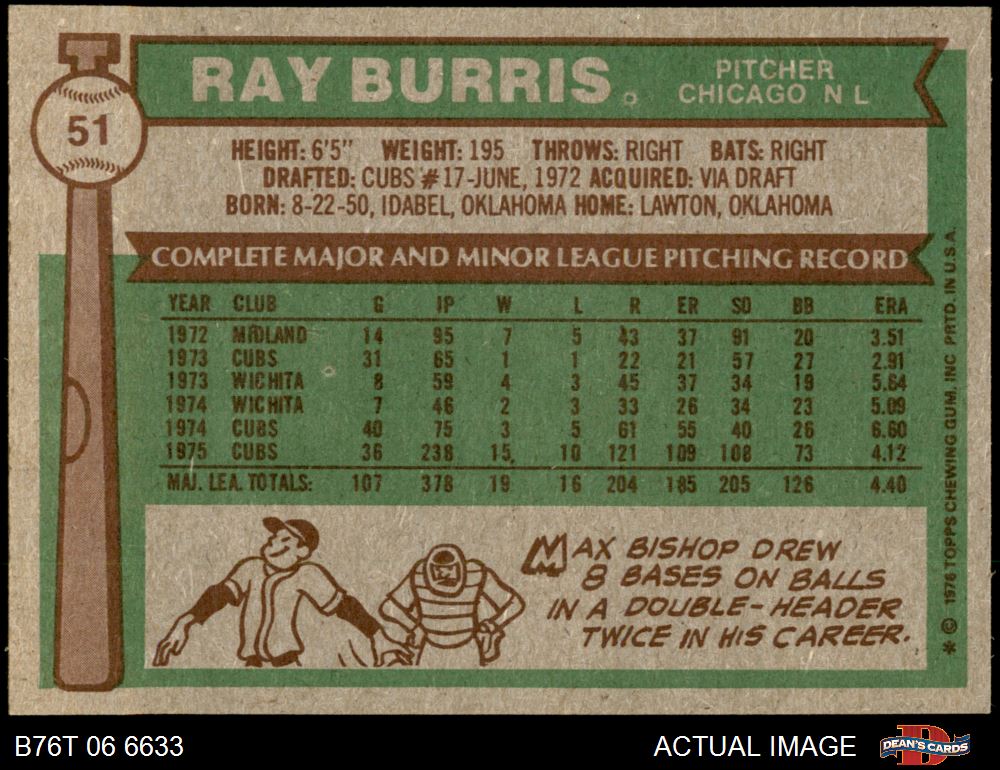 51
RAY BURRIS.
PITCHER
CHICAGO N L
HEIGHT: 6'5" WEIGHT: 195 THROWS: RIGHT BATS: RIGHT
DRAFTED: CUBS #17-JUNE, 1972 ACQUIRED: VIA DRAFT
BORN: 8-22-50, IDABEL, OKLAHOMA HOME: LAWTON, OKLAHOMA
COMPLETE MAJOR AND MINOR LEAGUE PITCHING RECORD
YEAR CLUB G IP W L R ER SO BB ERA
1972 MIDLAND 14 95 7 5 43 37 91 20 3.51
1973 CUBS 31 65 1 1 22 21 57 27 2.91
1973 WICHITA 8 59 4 3 45 37 34 19 5.64
1974 WICHITA 7 46 2 3 33 26 34 23 5.09
1974 CUBS 40 75 3 5 61 55 40 26 6.60
1975 CUBS 36 238 15 10 121 109 108 73 4.12
MAJ. LEA. TOTALS: 107 378 19 16 204 185 205 126 4.40
MAX BISHOP DREW
8 BASES ON BALLS
IN A DOUBLE-HEADER
TWICE IN HIS CAREER.
* © 1976 TOPPS CHEWING GUM, INC PRTD. IN U.S.A.
B76T 06 6633
ACTUAL IMAGE
D
DEAN'S CARDS